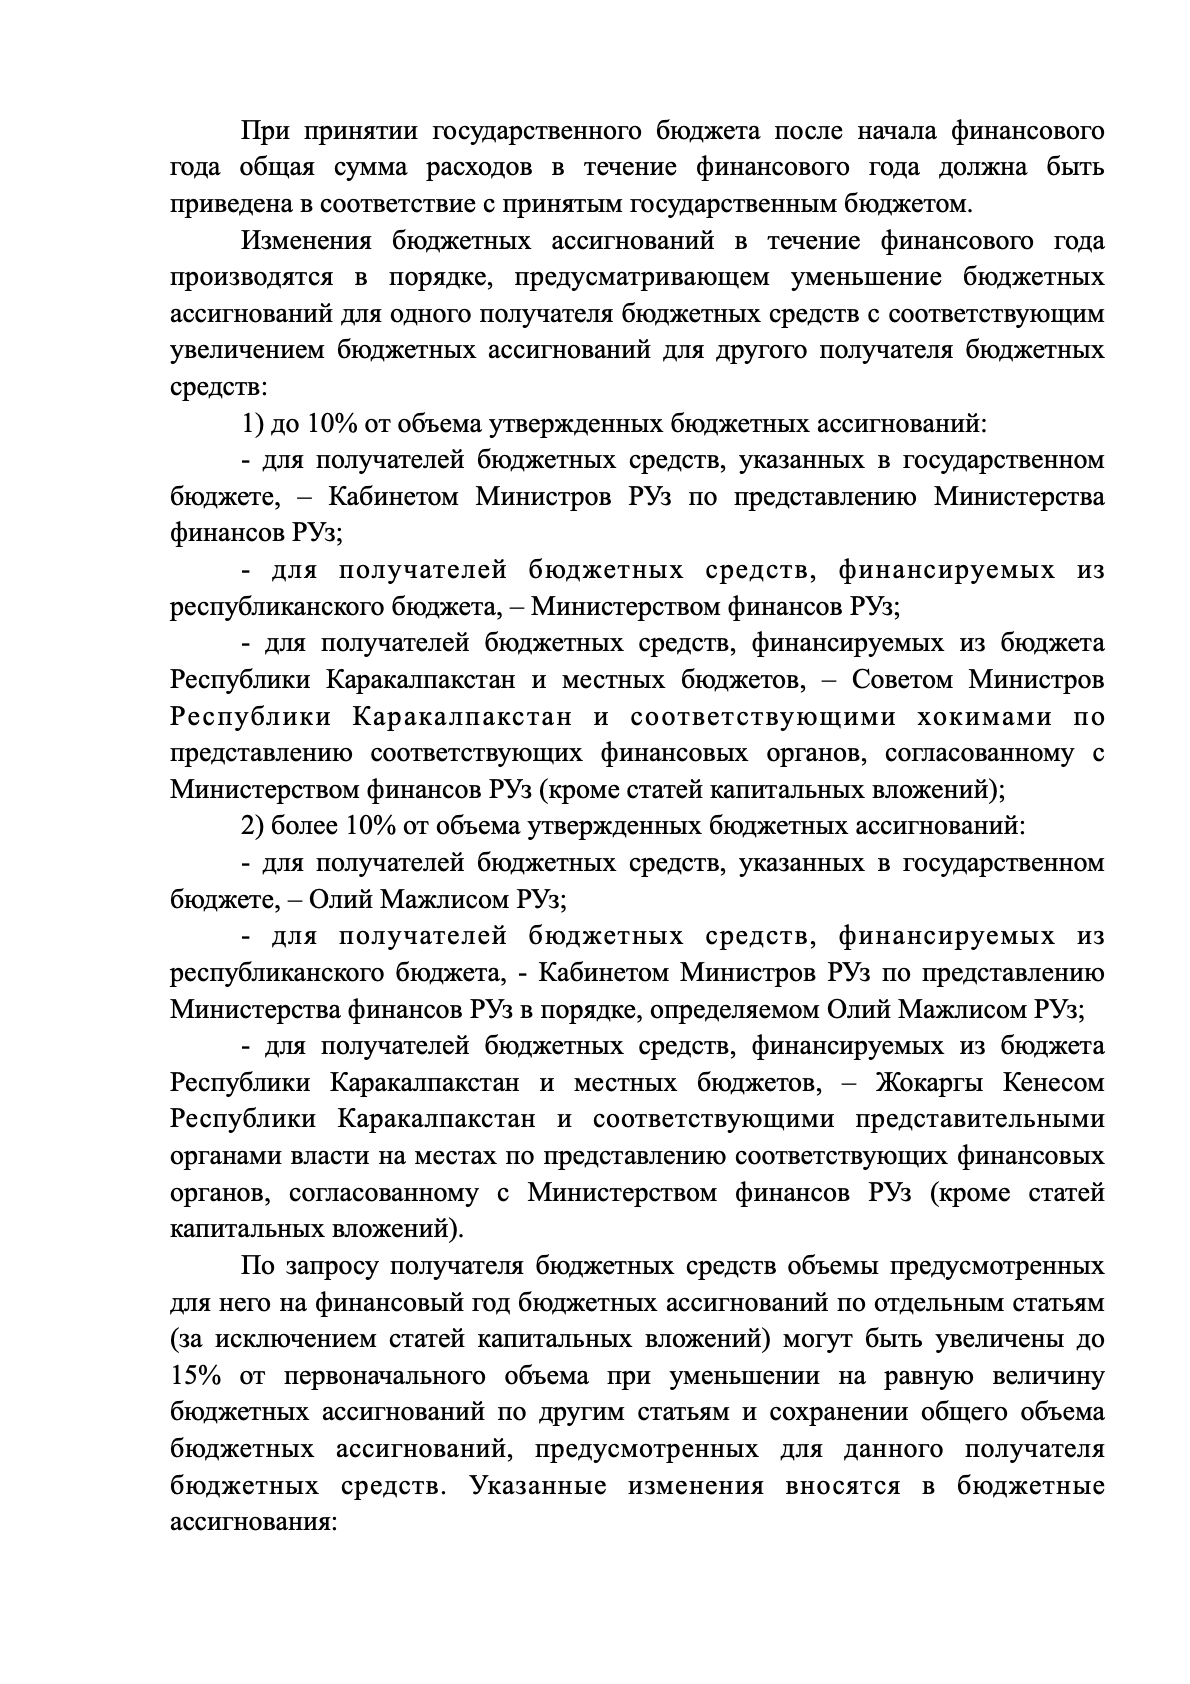 При принятии государственного бюджета после начала финансового
года общая сумма расходов в течение финансового года должна быть
приведена в соответствие с принятым государственным бюджетом.
Изменения бюджетных ассигнований в течение финансового года
производятся в порядке, предусматривающем уменьшение бюджетных
ассигнований для одного получателя бюджетных средств с соответствующим
увеличением бюджетных ассигнований для другого получателя бюджетных
средств:
1) до 10% от объема утвержденных бюджетных ассигнований:
- для получателей бюджетных средств, указанных в государственном
бюджете, – Кабинетом Министров РУз по представлению Министерства
финансов РУз;
- для получателей бюджетных средств, финансируемых из
республиканского бюджета, – Министерством финансов РУз;
- для получателей бюджетных средств, финансируемых из бюджета
Республики Каракалпакстан и местных бюджетов, – Советом Министров
Республики Каракалпакстан и соответствующими хокимами по
представлению соответствующих финансовых органов, согласованному с
Министерством финансов РУз (кроме статей капитальных вложений);
2) более 10% от объема утвержденных бюджетных ассигнований:
- для получателей бюджетных средств, указанных в государственном
бюджете, – Олий Мажлисом РУз;
- для получателей бюджетных средств, финансируемых из
республиканского бюджета, - Кабинетом Министров РУз по представлению
Министерства финансов РУз в порядке, определяемом Олий Мажлисом РУз;
- для получателей бюджетных средств, финансируемых из бюджета
Республики Каракалпакстан и местных бюджетов, – Жокаргы Кенесом
Республики Каракалпакстан и соответствующими представительными
органами власти на местах по представлению соответствующих финансовых
органов, согласованному с Министерством финансов РУз (кроме статей
капитальных вложений).
По запросу получателя бюджетных средств объемы предусмотренных
для него на финансовый год бюджетных ассигнований по отдельным статьям
(за исключением статей капитальных вложений) могут быть увеличены до
15% от первоначального объема при уменьшении на равную величину
бюджетных ассигнований по другим статьям и сохранении общего объема
бюджетных ассигнований, предусмотренных для данного получателя
бюджетных средств. Указанные изменения вносятся в бюджетные
ассигнования: